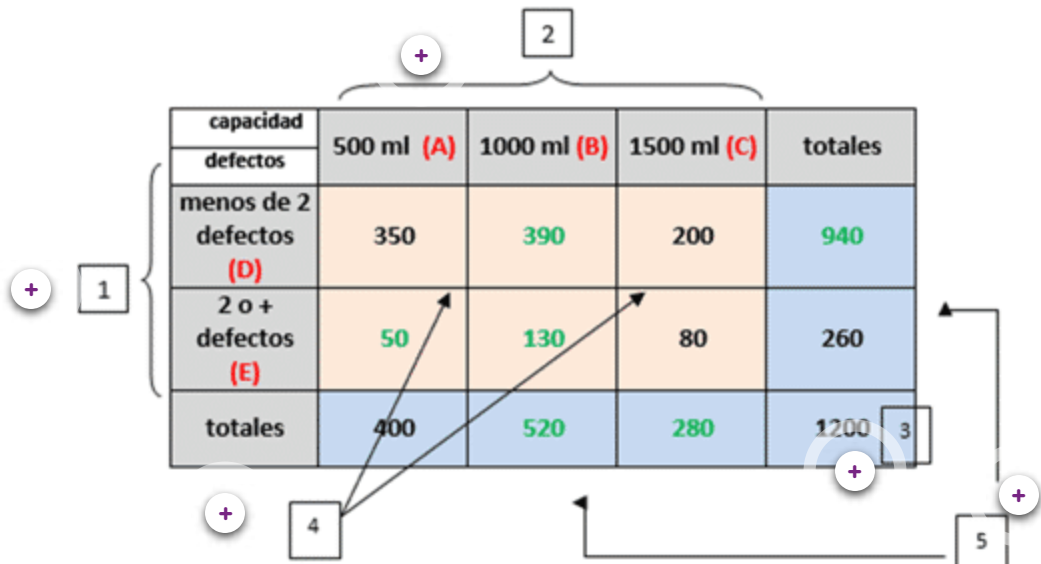 2
capacidad
defectos
500 ml (A) 1000 ml (B) 1500 ml (C) totales
menos de 2
defectos
(D)
350 390 200 940
1
2 o +
defectos
(E)
50 130 80 260
totales 400 520 280 1200 3
4
5
+
+
+
+
+